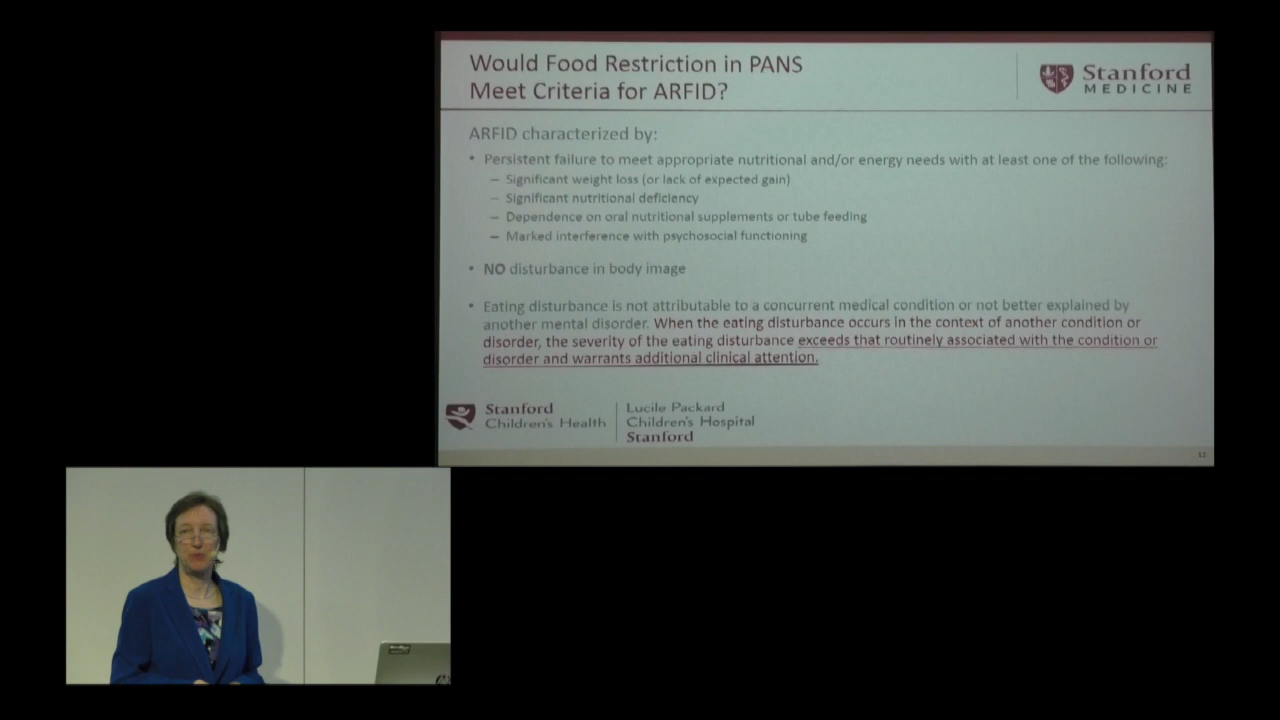 Would Food Restriction in PANS
Meet Criteria for ARFID?
Stanford
MEDICINE
ARFID characterized by:
• Persistent failure to meet appropriate nutritional and/or energy needs with at least one of the following:
– Significant weight loss (or lack of expected gain)
– Significant nutritional deficiency
– Dependence on oral nutritional supplements or tube feeding
– Marked interference with psychosocial functioning
• NO disturbance in body image
• Eating disturbance is not attributable to a concurrent medical condition or not better explained by
another mental disorder. When the eating disturbance occurs in the context of another condition or
disorder, the severity of the eating disturbance exceeds that routinely associated with the condition or
disorder and warrants additional clinical attention.
Stanford
Children's Health
Lucile Packard
Children's Hospital
Stanford
hp